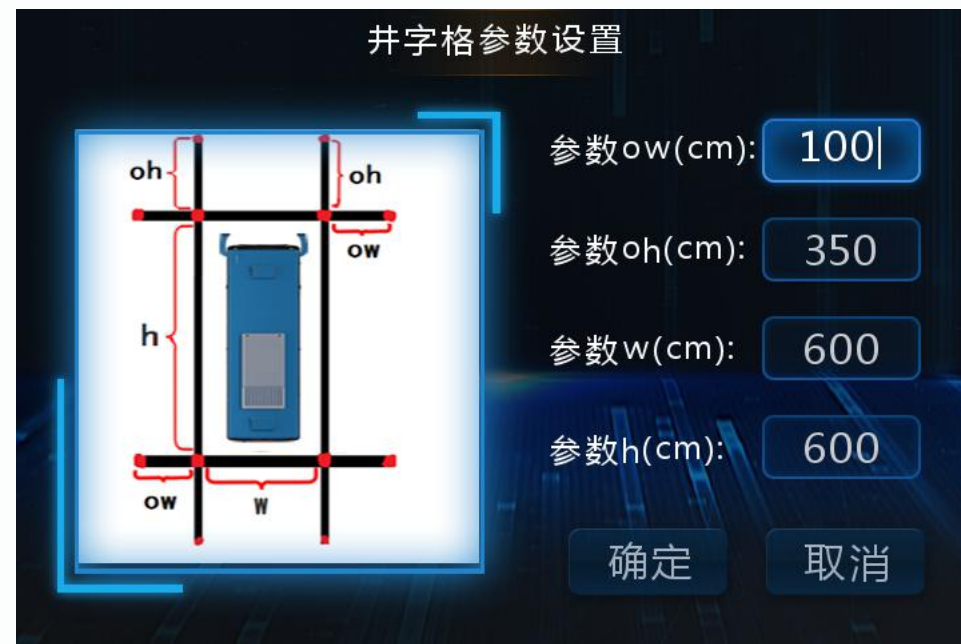 井字格参数设置
oh
oh
ow
h
ow
w
参数ow(cm): 100
参数oh(cm): 350
参数w(cm): 600
参数h(cm): 600
确定
取消